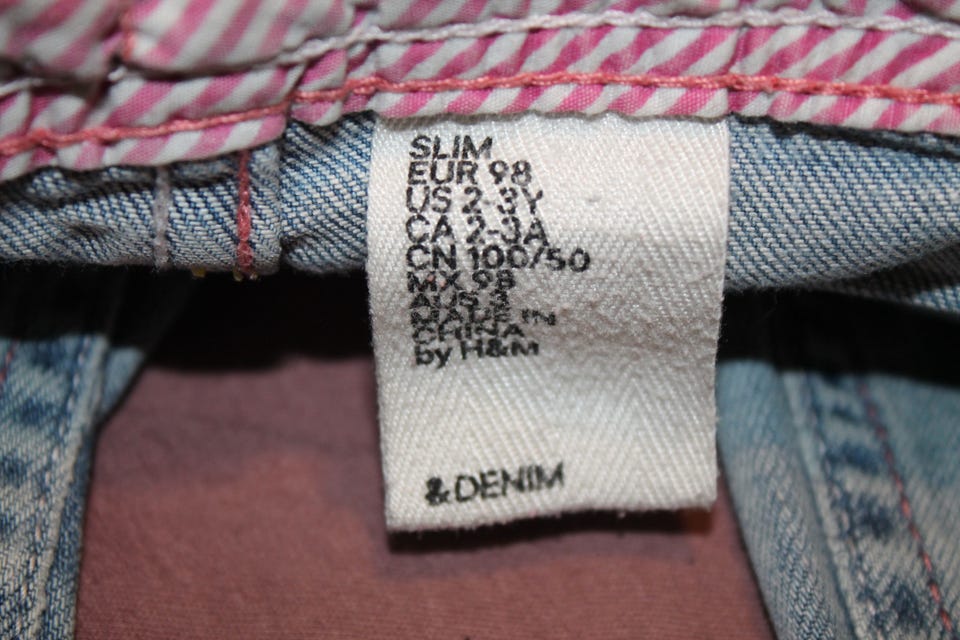 SLIM
EUR 98
US 2-3Y
CA 2-3A
CN 100/50
MX 98
AUS 3
MADE IN
CHINA
by H&M
& DENIM